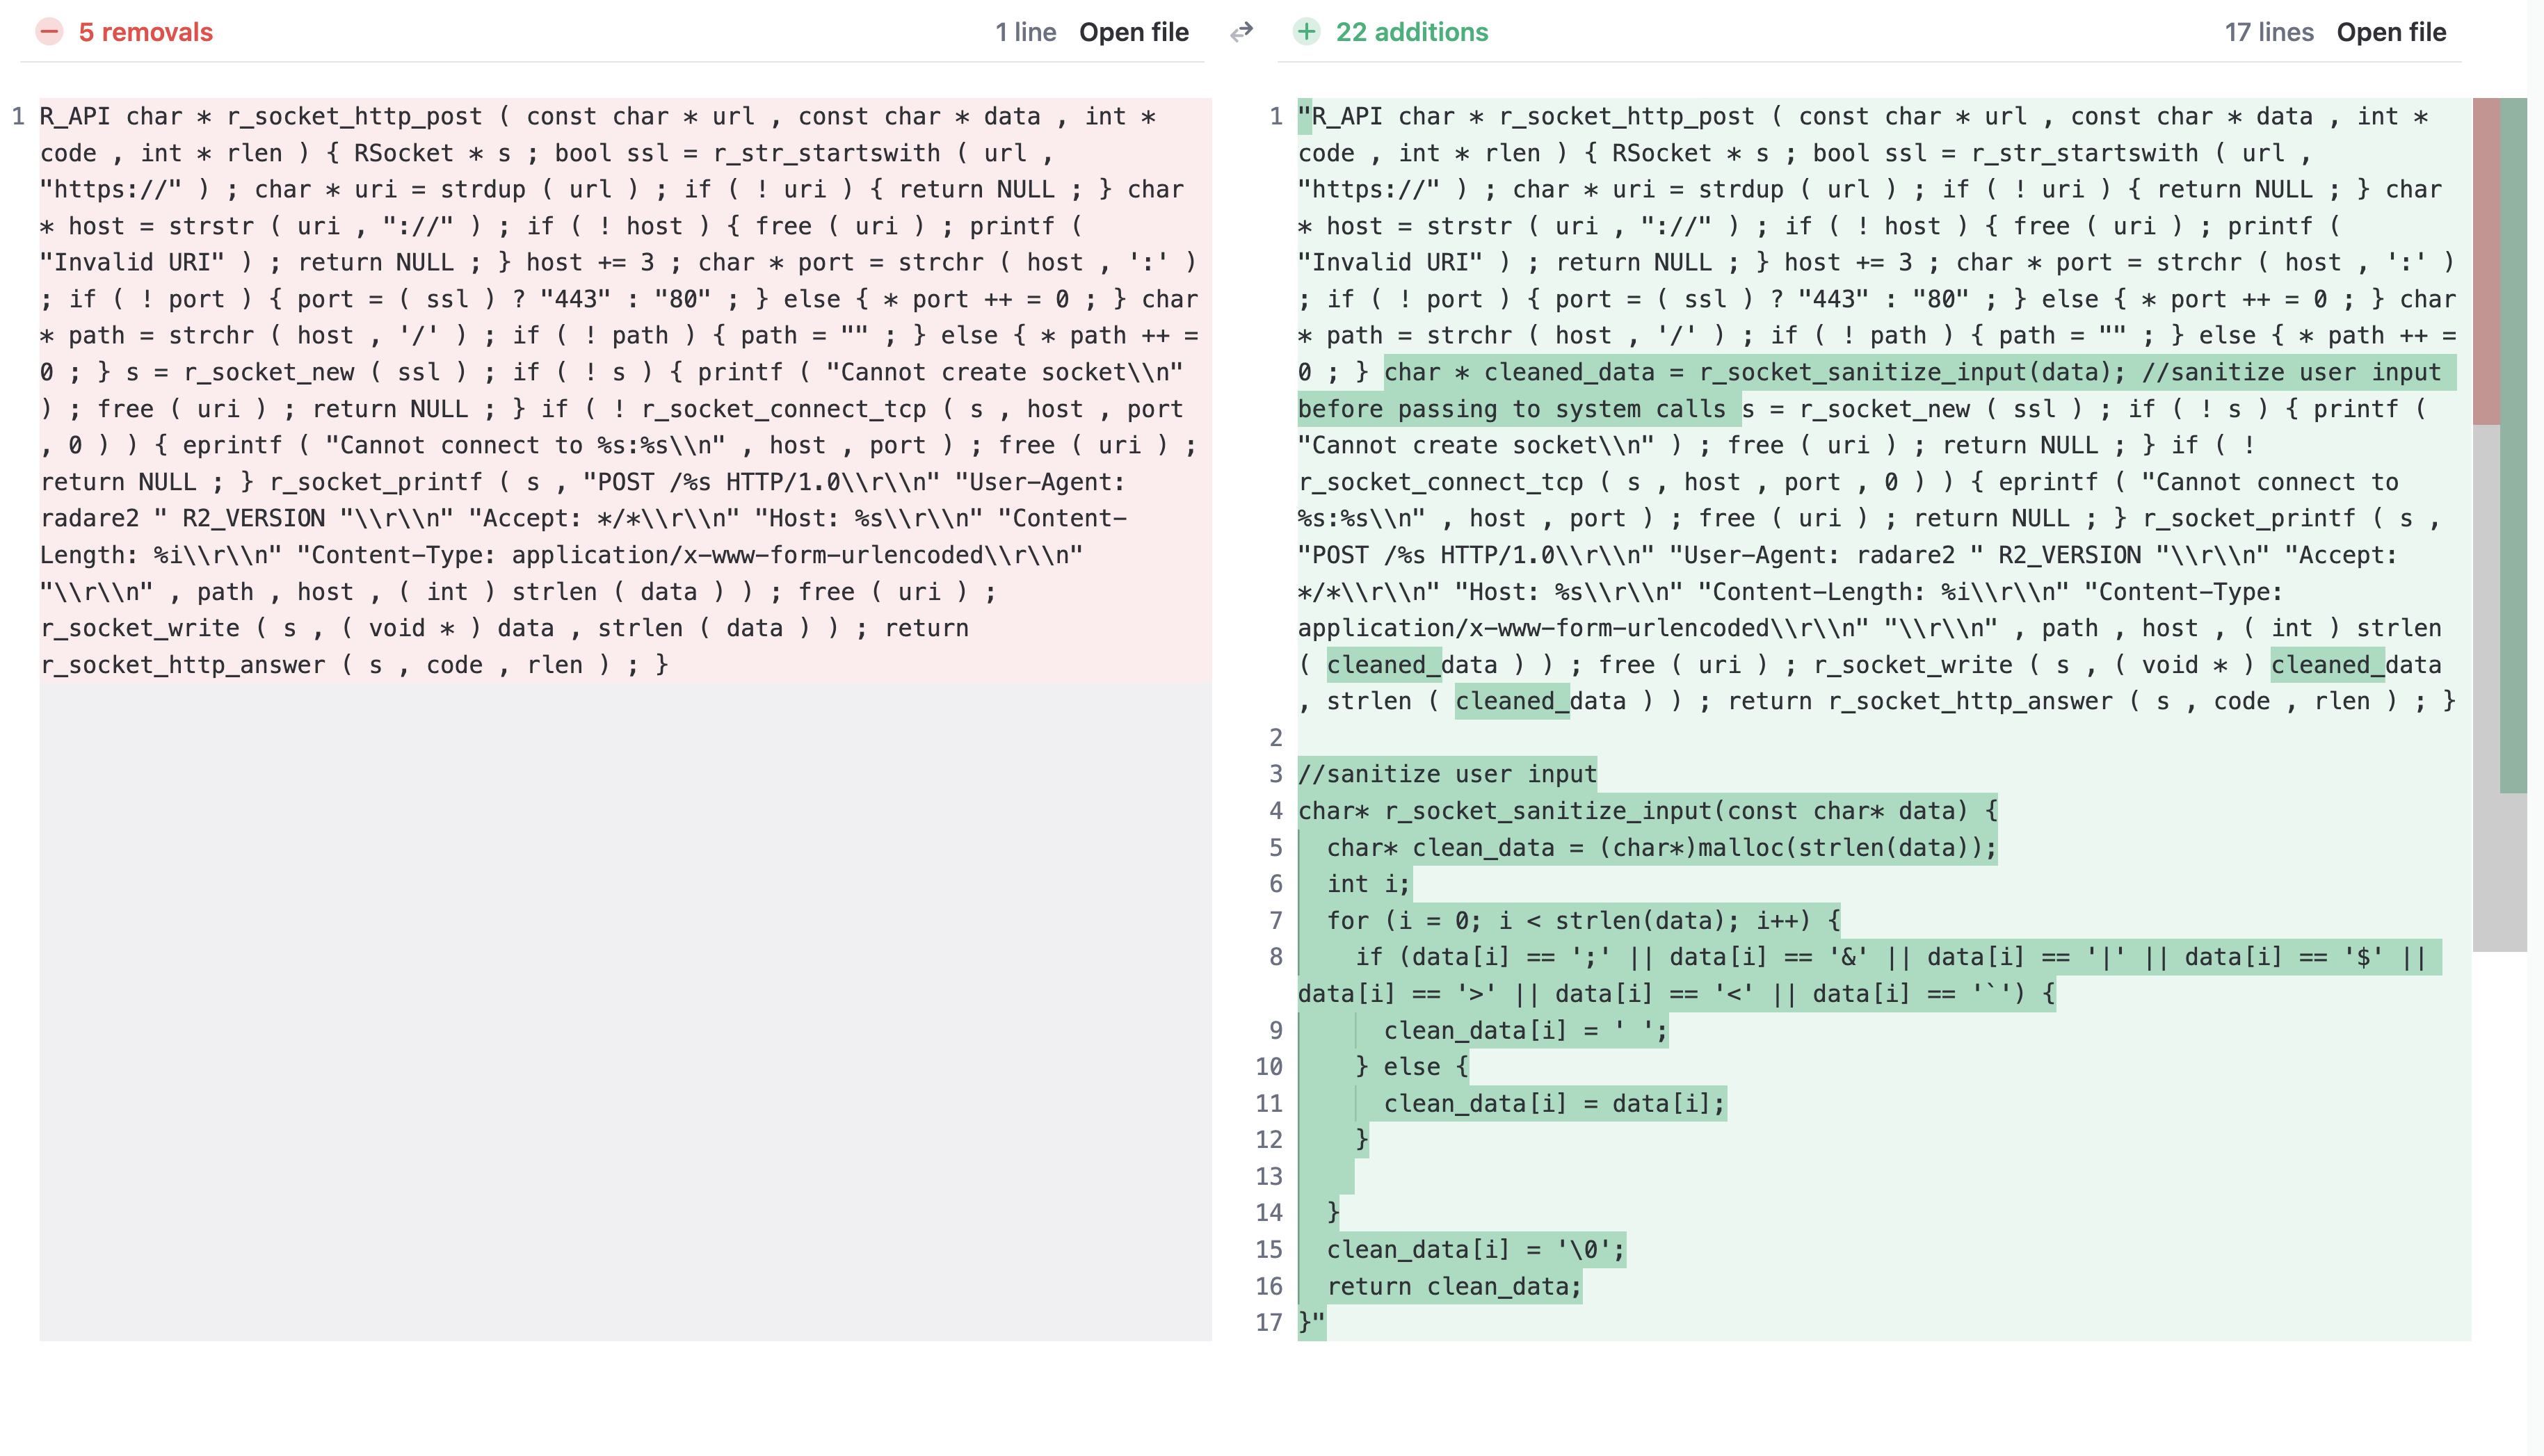 5 removals
1 line Open file
22 additions
17 lines Open file
1 R_API char * r_socket_http_post ( const char * url , const char * data , int *
code , int * rlen ) { RSocket * s ; bool ssl = r_str_startswith ( url ,
"https://" ) ; char * uri = strdup ( url ) ; if ( ! uri ) { return NULL ; } char
* host = strstr ( uri , "://" ) ; if ( ! host ) { free ( uri ) ; printf (
"Invalid URI" ) ; return NULL ; } host += 3 ; char * port = strchr ( host , ':' )
; if ( ! port ) { port = ( ssl ) ? "443" : "80" ; } else { * port ++ = 0 ; } char
* path = strchr ( host , '/' ) ; if ( ! path ) { path = "" ; } else { * path ++ =
0 ; } s = r_socket_new ( ssl ) ; if ( ! s ) { printf ( "Cannot create socket\\n"
) ; free ( uri ) ; return NULL ; } if ( ! r_socket_connect_tcp ( s , host , port
, 0 ) ) { eprintf ( "Cannot connect to %s:%s\\n" , host , port ) ; free ( uri ) ;
return NULL ; } r_socket_printf ( s , "POST /%s HTTP/1.0\\r\\n" "User-Agent:
radare2 " R2_VERSION "\\r\\n" "Accept: */*\\r\\n" "Host: %s\\r\\n" "Content-
Length: %i\\r\\n" "Content-Type: application/x-www-form-urlencoded\\r\\n"
"\\r\\n" , path , host , ( int ) strlen ( data ) ) ; free ( uri ) ;
r_socket_write ( s , ( void * ) data , strlen ( data ) ) ; return
r_socket_http_answer ( s , code , rlen ) ; }
1 "R_API char * r_socket_http_post ( const char * url , const char * data , int *
code , int * rlen ) { RSocket * s ; bool ssl = r_str_startswith ( url ,
"https://" ) ; char * uri = strdup ( url ) ; if ( ! uri ) { return NULL ; } char
* host = strstr ( uri , "://" ) ; if ( ! host ) { free ( uri ) ; printf (
"Invalid URI" ) ; return NULL ; } host += 3 ; char * port = strchr ( host , ':' )
; if ( ! port ) { port = ( ssl ) ? "443" : "80" ; } else { * port ++ = 0 ; } char
* path = strchr ( host , '/' ) ; if ( ! path ) { path = "" ; } else { * path ++ =
0 ; } char * cleaned_data = r_socket_sanitize_input(data); //sanitize user input
before passing to system calls s = r_socket_new ( ssl ) ; if ( ! s ) { printf (
"Cannot create socket\\n" ) ; free ( uri ) ; return NULL ; } if ( !
r_socket_connect_tcp ( s , host , port , 0 ) ) { eprintf ( "Cannot connect to
%s:%s\\n" , host , port ) ; free ( uri ) ; return NULL ; } r_socket_printf ( s ,
"POST /%s HTTP/1.0\\r\\n" "User-Agent: radare2 " R2_VERSION "\\r\\n" "Accept:
*/*\\r\\n" "Host: %s\\r\\n" "Content-Length: %i\\r\\n" "Content-Type:
application/x-www-form-urlencoded\\r\\n" "\\r\\n" , path , host , ( int ) strlen
( cleaned_data ) ) ; free ( uri ) ; r_socket_write ( s , ( void * ) cleaned_data
, strlen ( cleaned_data ) ) ; return r_socket_http_answer ( s , code , rlen ) ; }
2
3 //sanitize user input
4 char* r_socket_sanitize_input(const char* data) {
5 char* clean_data = (char*)malloc(strlen(data));
6 int i;
7 for (i = 0; i < strlen(data); i++) {
8 if (data[i] == ';' || data[i] == '&' || data[i] == '|' || data[i] == '$' ||
data[i] == '>' || data[i] == '<' || data[i] == '`') {
9 clean_data[i] = ' ';
10 } else {
11 clean_data[i] = data[i];
12 }
13
14 }
15 clean_data[i] = '\0';
16 return clean_data;
17 }"